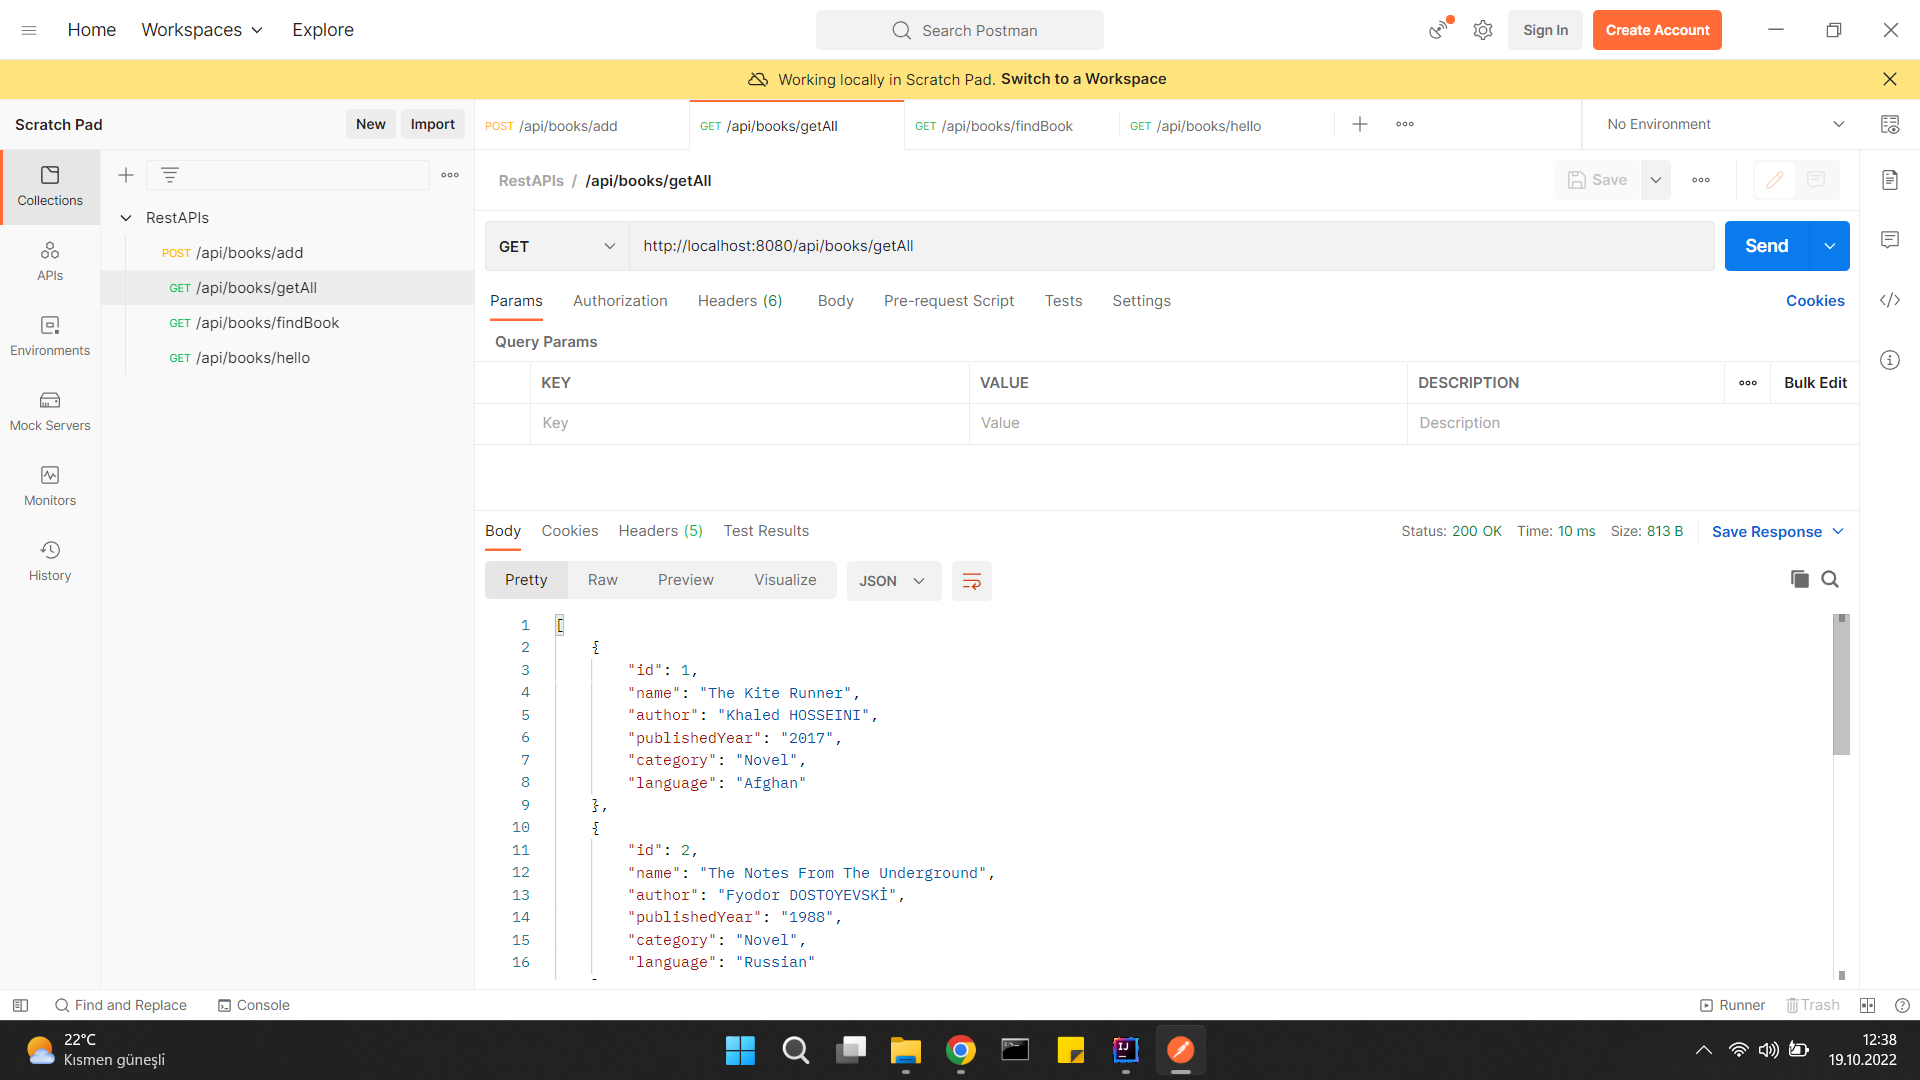 Home Workspaces Explore Search Postman Sign In Create Account
Working locally in Scratch Pad. Switch to a Workspace
Scratch Pad New Import
POST /api/books/add GET /api/books/getAll GET /api/books/findBook GET /api/books/hello No Environment
Collections
APIs
Environments
Mock Servers
Monitors
History
RestAPIs
POST /api/books/add
GET /api/books/getAll
GET /api/books/findBook
GET /api/books/hello
RestAPIs / /api/books/getAll Save
GET http://localhost:8080/api/books/getAll Send
Params Authorization Headers (6) Body Pre-request Script Tests Settings Cookies
Query Params
KEY VALUE DESCRIPTION Bulk Edit
Key Value Description
Body Cookies Headers (5) Test Results Status: 200 OK Time: 10 ms Size: 813 B Save Response
Pretty Raw Preview Visualize JSON
1 [
2 {
3 "id": 1,
4 "name": "The Kite Runner",
5 "author": "Khaled HOSSEINI",
6 "publishedYear": "2017",
7 "category": "Novel",
8 "language": "Afghan"
9 },
10 {
11 "id": 2,
12 "name": "The Notes From The Underground",
13 "author": "Fyodor DOSTOYEVSKİ",
14 "publishedYear": "1988",
15 "category": "Novel",
16 "language": "Russian"
Find and Replace Console Runner Trash
22°C
Kısmen güneşli
IJ
12:38
19.10.2022